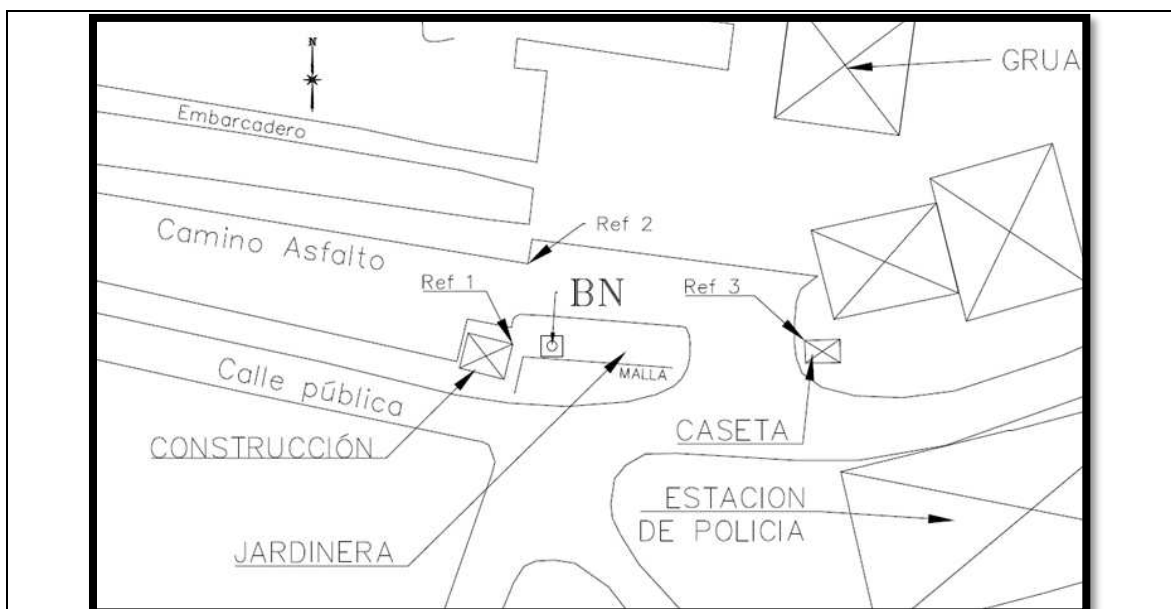 N
GRUA
Embarcadero
Ref 2
Camino Asfalto
Ref 1
BN
Ref 3
MALLA
Calle pública
CASETA
CONSTRUCCIÓN
ESTACION
DE POLICIA
JARDINERA